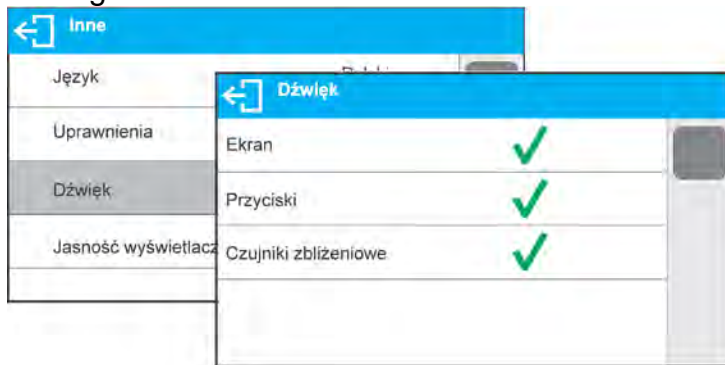 Inne
Język
Uprawnienia
Dźwięk
Jasność wyświetlacz
Dźwięk
Ekran
Przyciski
Czujniki zbliżeniowe